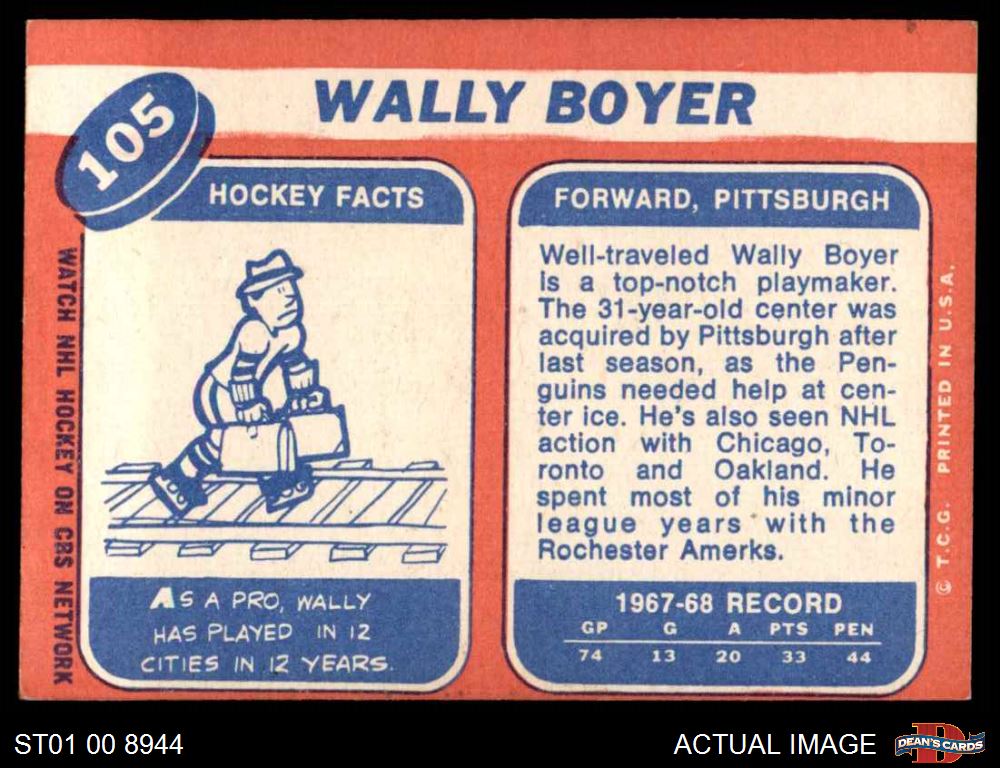 WALLY BOYER
105
HOCKEY FACTS
AS A PRO, WALLY
HAS PLAYED IN 12
CITIES IN 12 YEARS.
FORWARD, PITTSBURGH
Well-traveled Wally Boyer
is a top-notch playmaker.
The 31-year-old center was
acquired by Pittsburgh after
last season, as the Pen-
guins needed help at cen-
ter ice. He's also seen NHL
action with Chicago, To-
ronto and Oakland. He
spent most of his minor
league years with the
Rochester Amerks.
1967-68 RECORD
GP G A PTS PEN
74 13 20 33 44
WATCH NHL HOCKEY ON CBS NETWORK
© T.C.G. PRINTED IN U.S.A.
ST01 00 8944
ACTUAL IMAGE
D
DEAN'S CARDS